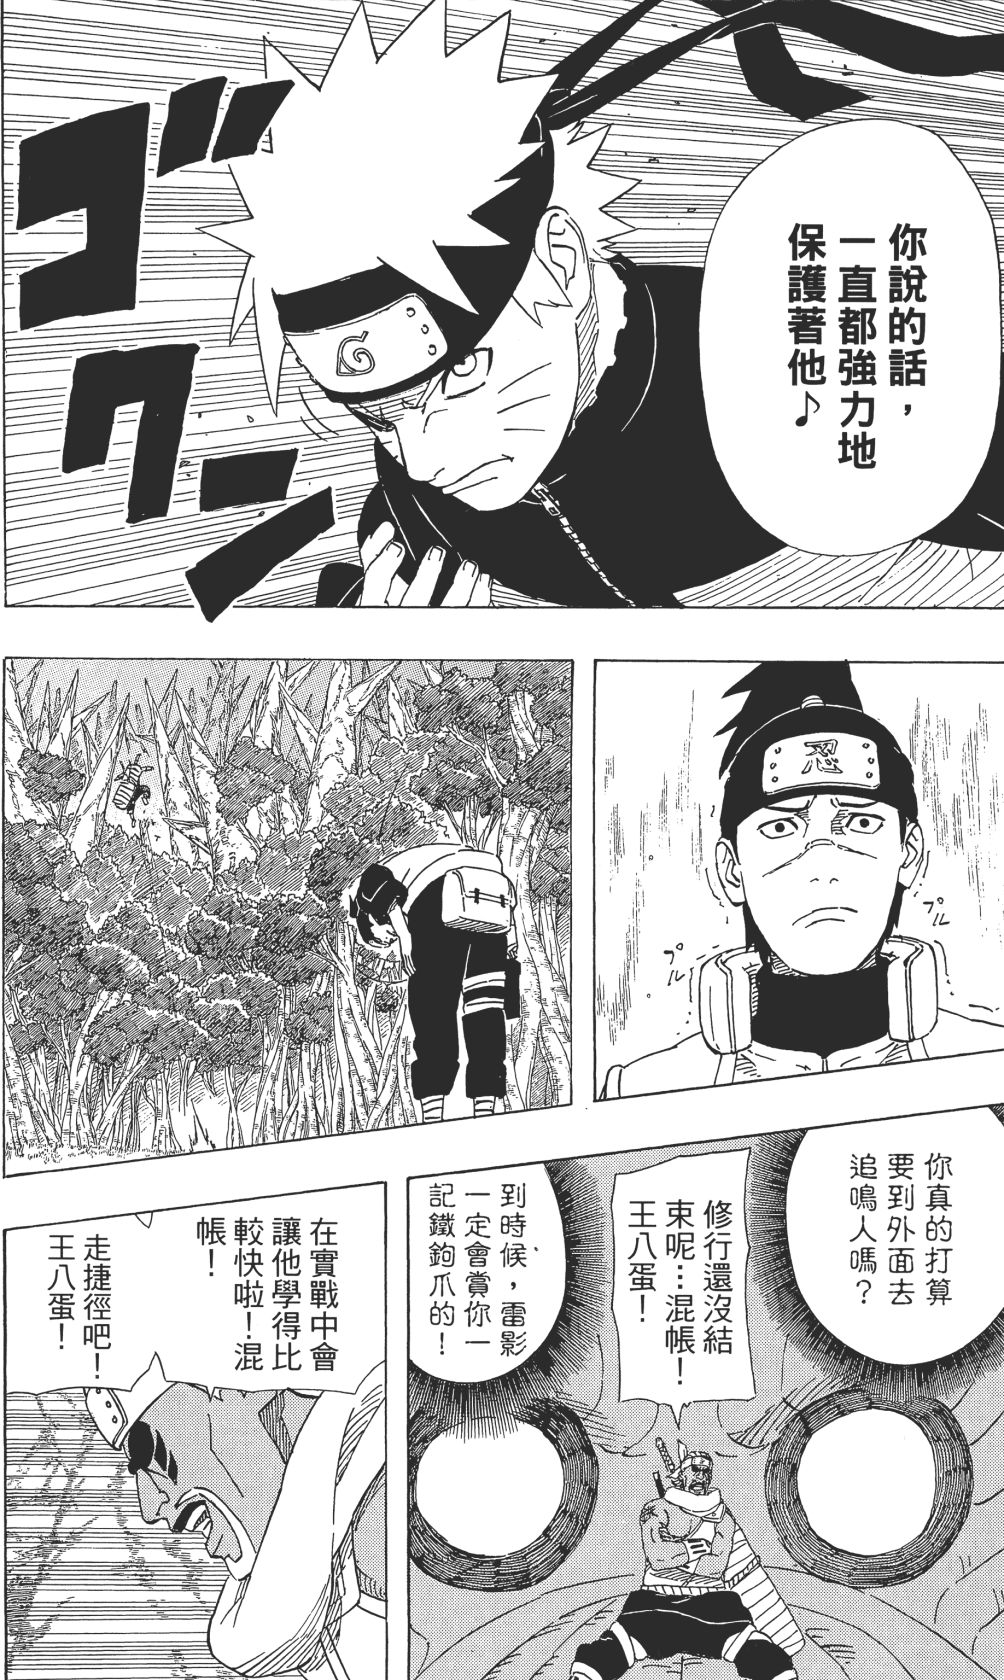 你說的話，
一直都強力地
保護著他♪
ゴゴォー
忍
プル
プル
你真的打算
要到外面去
追鳴人嗎？
修行還沒結
束呢…混帳！
王八蛋！
到時候，雷影
一定會賞你一
記鐵鉤爪的！
在實戰中會
讓他學得比
較快啦！混
帳！
走捷徑吧！
王八蛋！